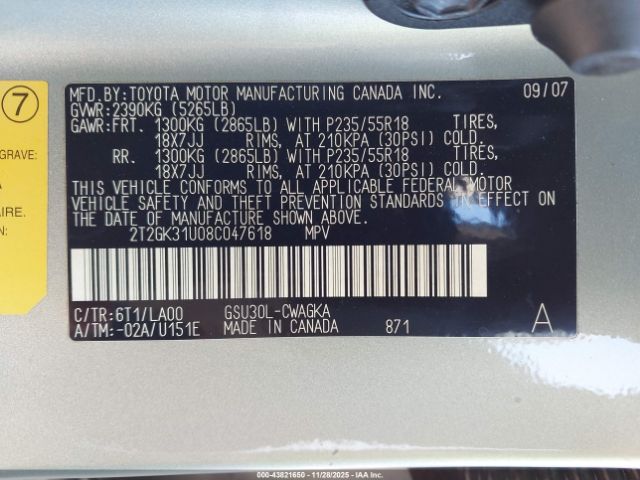 7
GRAVE:
A
AIRE.
N:
MFD.BY:TOYOTA MOTOR MANUFACTURING CANADA INC. 09/07
GVWR:2390KG (5265LB)
GAWR:FRT. 1300KG (2865LB) WITH P235/55R18 TIRES,
18X7JJ RIMS, AT 210KPA (30PSI) COLD.
RR. 1300KG (2865LB) WITH P235/55R18 TIRES,
18X7JJ RIMS, AT 210KPA (30PSI) COLD.
THIS VEHICLE CONFORMS TO ALL APPLICABLE FEDERAL MOTOR
VEHICLE SAFETY AND THEFT PREVENTION STANDARDS IN EFFECT ON
THE DATE OF MANUFACTURE SHOWN ABOVE.
2T2GK31U08C047618 MPV
C/TR:6T1/LA00 GSU30L-CWAGKA
A/TM:-02A/U151E MADE IN CANADA 871 A
000-43821650 - 11/28/2025 - IAAI.COM